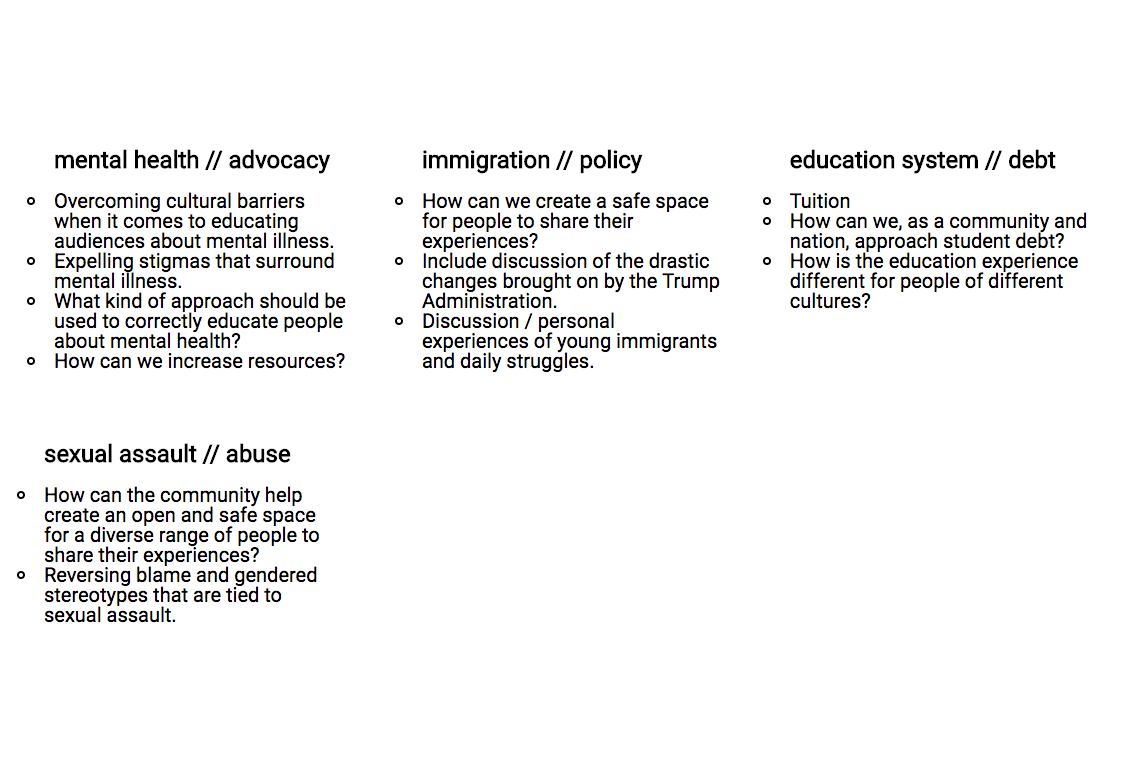 mental health // advocacy
Overcoming cultural barriers
when it comes to educating
audiences about mental illness.
Expelling stigmas that surround
mental illness.
What kind of approach should be
used to correctly educate people
about mental health?
How can we increase resources?
immigration // policy
How can we create a safe space
for people to share their
experiences?
Include discussion of the drastic
changes brought on by the Trump
Administration.
Discussion / personal
experiences of young immigrants
and daily struggles.
education system // debt
Tuition
How can we, as a community and
nation, approach student debt?
How is the education experience
different for people of different
cultures?
sexual assault // abuse
How can the community help
create an open and safe space
for a diverse range of people to
share their experiences?
Reversing blame and gendered
stereotypes that are tied to
sexual assault.